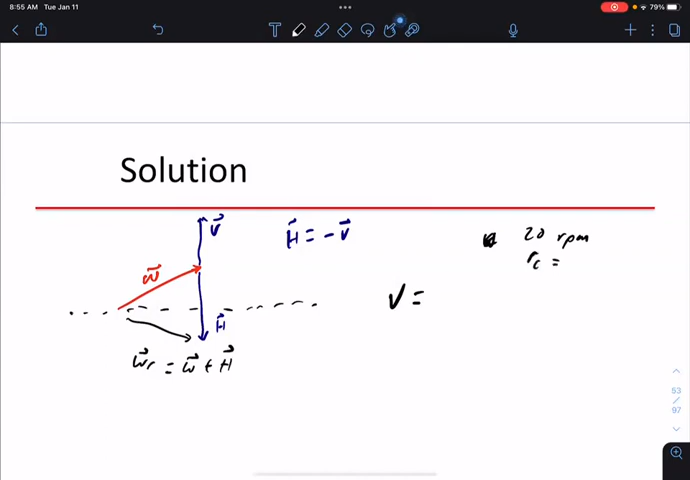 8:55 AM Tue Jan 11
79%
Solution
v⃗
H⃗ = -v⃗
20 rpm
r_c =
w⃗
V =
H⃗
w⃗r = w⃗ + H⃗
53
/
97